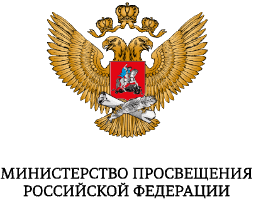 МИНИСТЕРСТВО ПРОСВЕЩЕНИЯ
РОССИЙСКОЙ ФЕДЕРАЦИИ